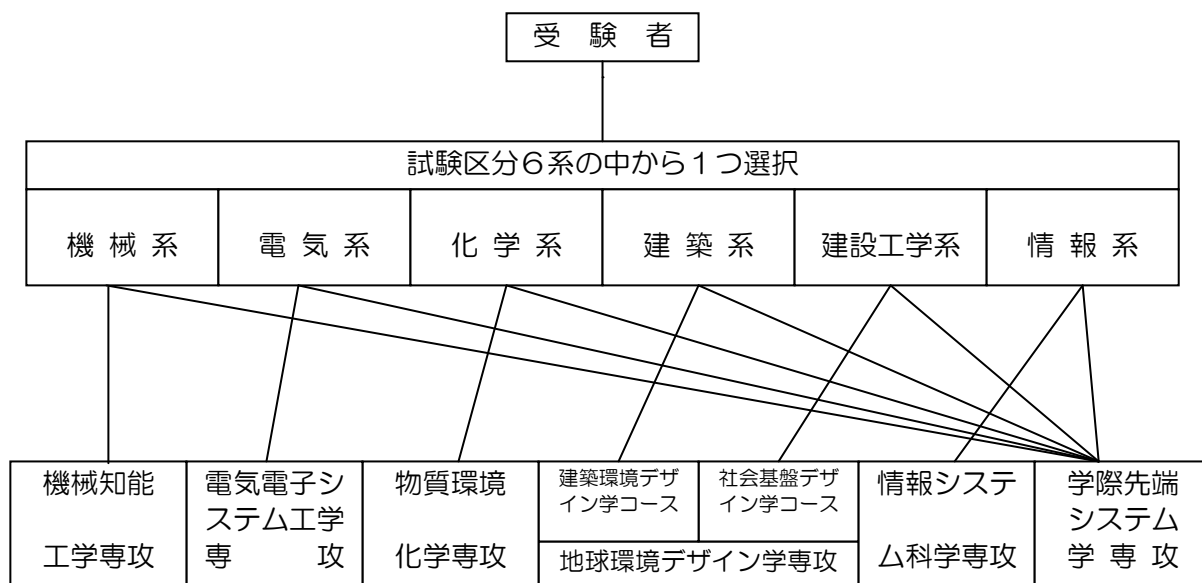 受 験 者
試験区分６系の中から１つ選択
機 械 系
電 気 系
化 学 系
建 築 系
建設工学系
情 報 系
機械知能
工学専攻
電気電子シ
ステム工学
専 攻
物質環境
化学専攻
建築環境デザ
イン学コース
社会基盤デザ
イン学コース
地球環境デザイン学専攻
情報システ
ム科学専攻
学際先端
システム
学 専 攻